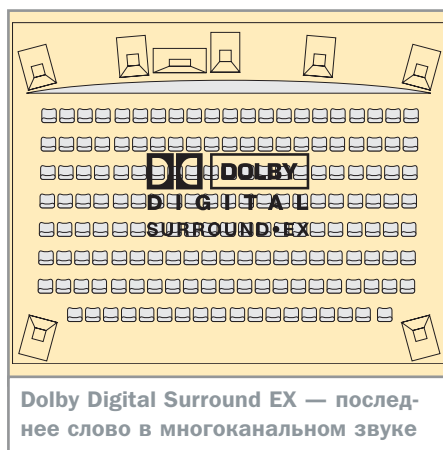 DOLBY
DIGITAL
SURROUND•EX
Dolby Digital Surround EX — послед-
нее слово в многоканальном звуке